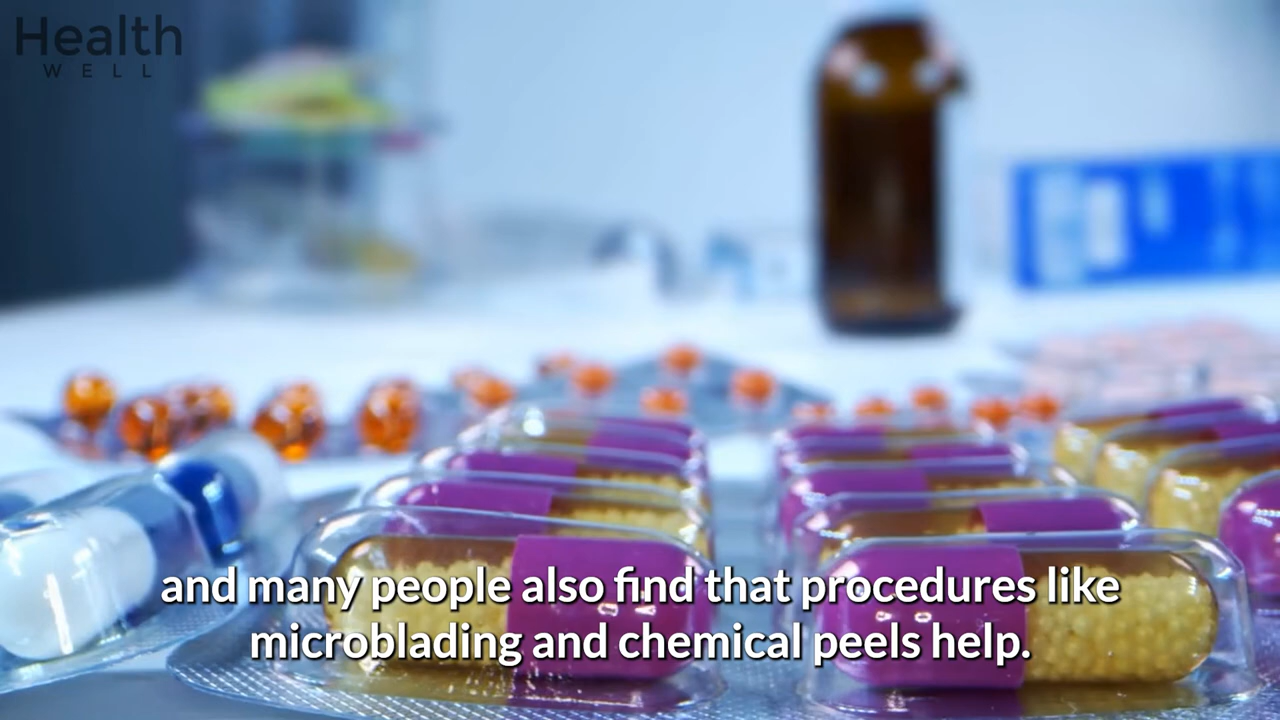 Health
WELL
and many people also find that procedures like
microblading and chemical peels help.